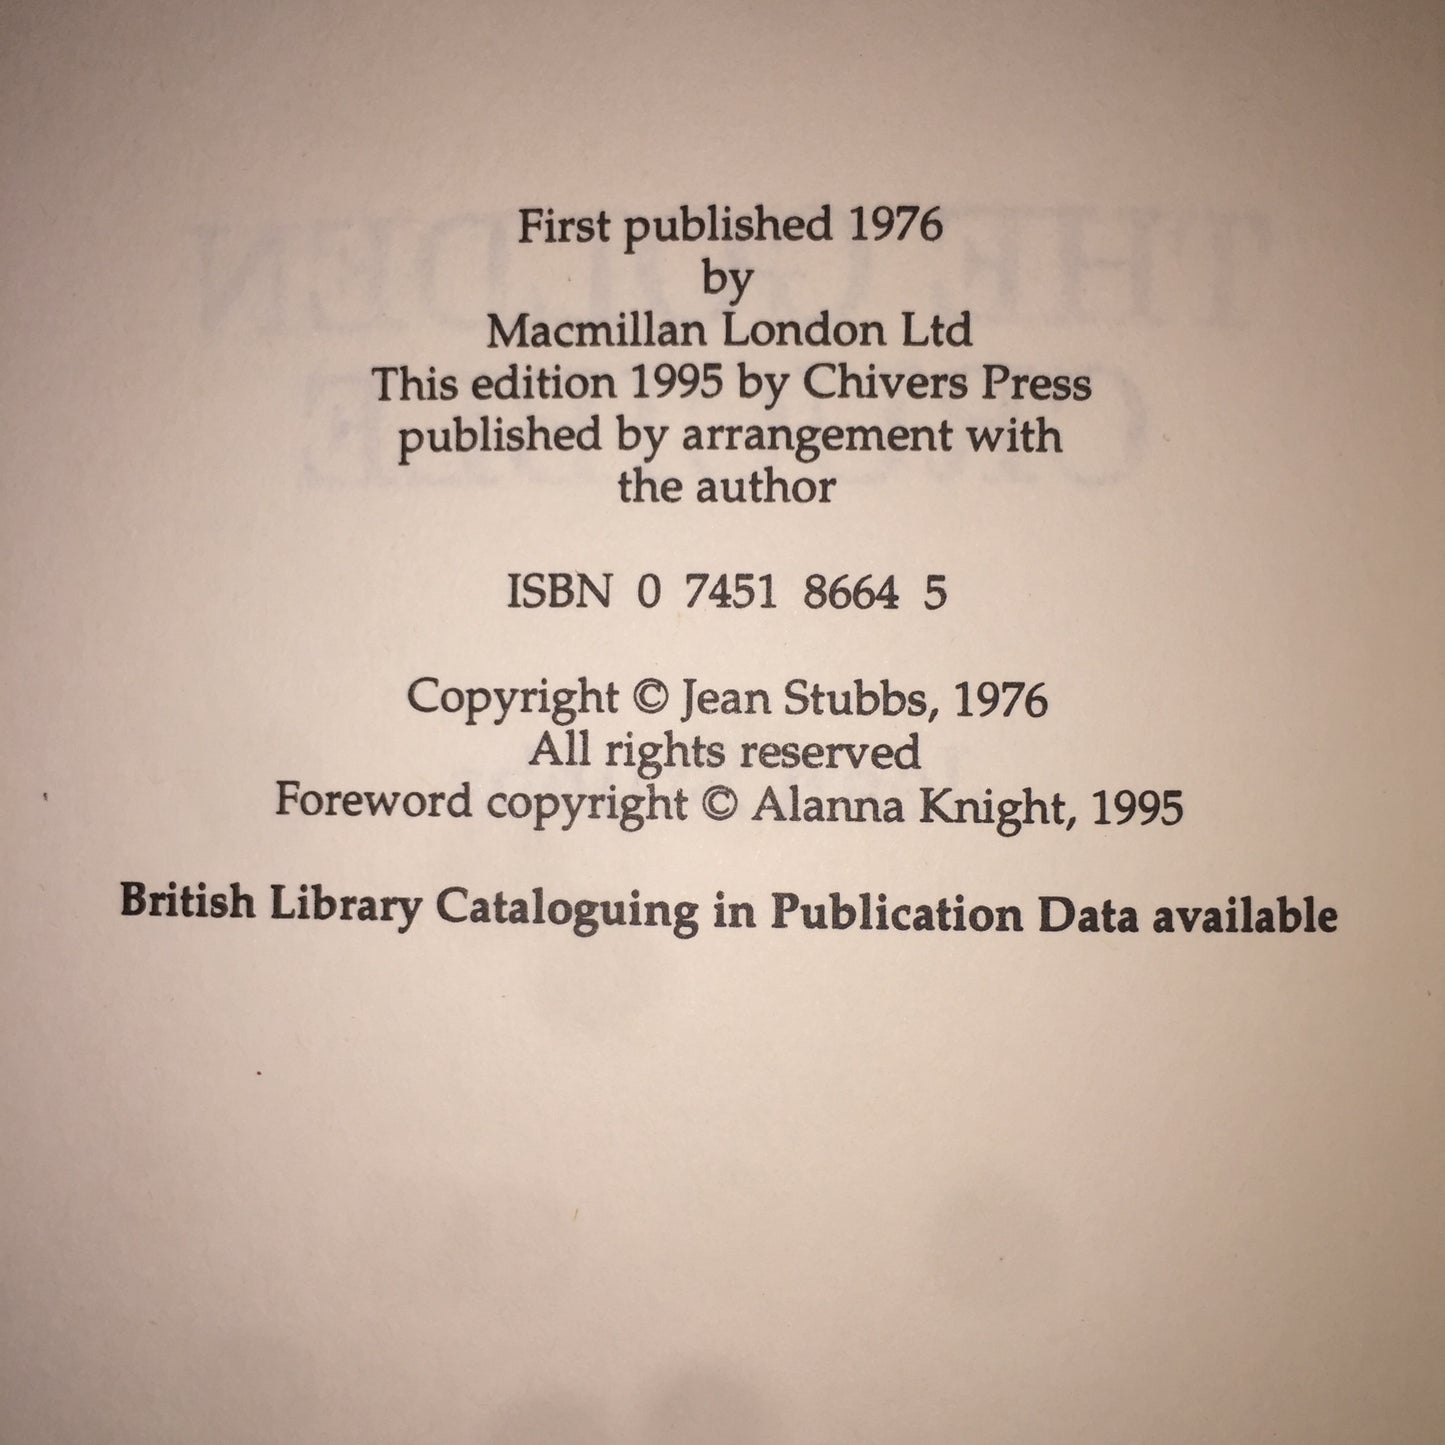 First published 1976
by
Macmillan London Ltd
This edition 1995 by Chivers Press
published by arrangement with
the author
ISBN 0 7451 8664 5
Copyright © Jean Stubbs, 1976
All rights reserved
Foreword copyright © Alanna Knight, 1995
British Library Cataloguing in Publication Data available